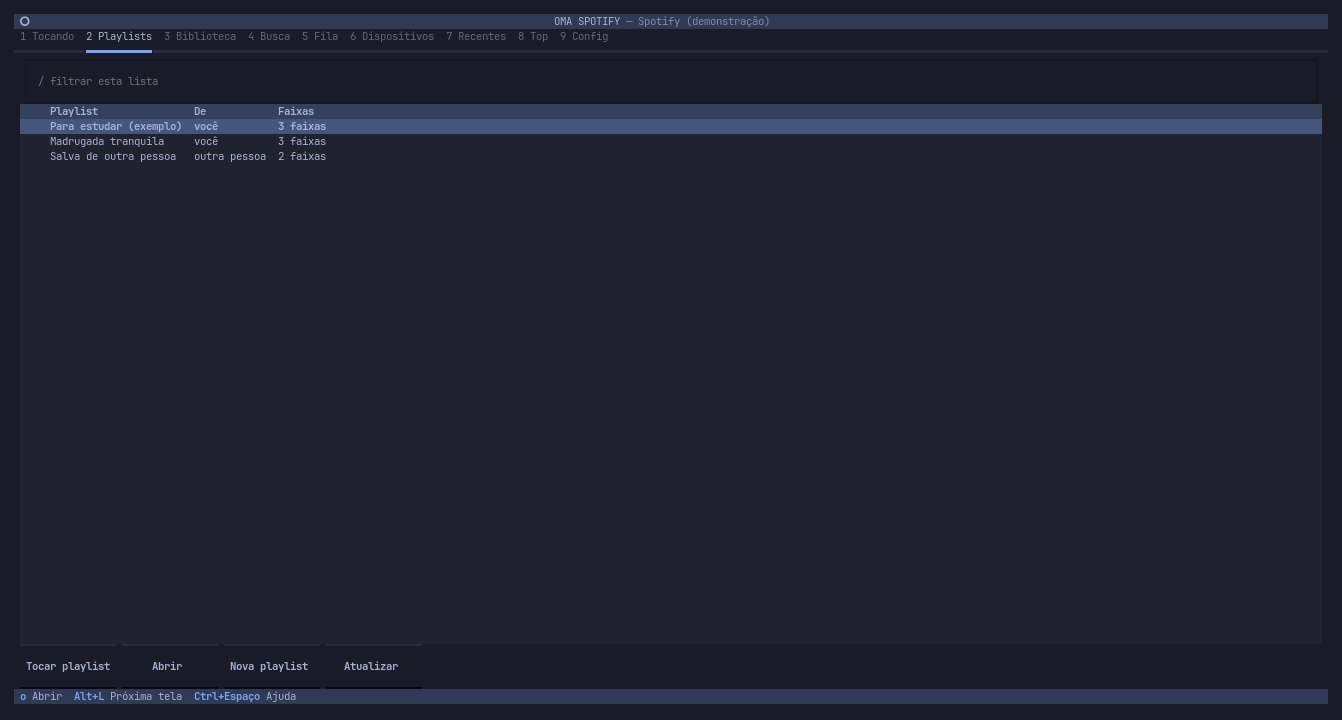 OMA SPOTIFY — Spotify (demonstração)
1 Tocando 2 Playlists 3 Biblioteca 4 Busca 5 Fila 6 Dispositivos 7 Recentes 8 Top 9 Config
/ filtrar esta lista
Playlist De Faixas
Para estudar (exemplo) você 3 faixas
Madrugada tranquila você 3 faixas
Salva de outra pessoa outra pessoa 2 faixas
Tocar playlist Abrir Nova playlist Atualizar
o Abrir Alt+L Próxima tela Ctrl+Espaço Ajuda